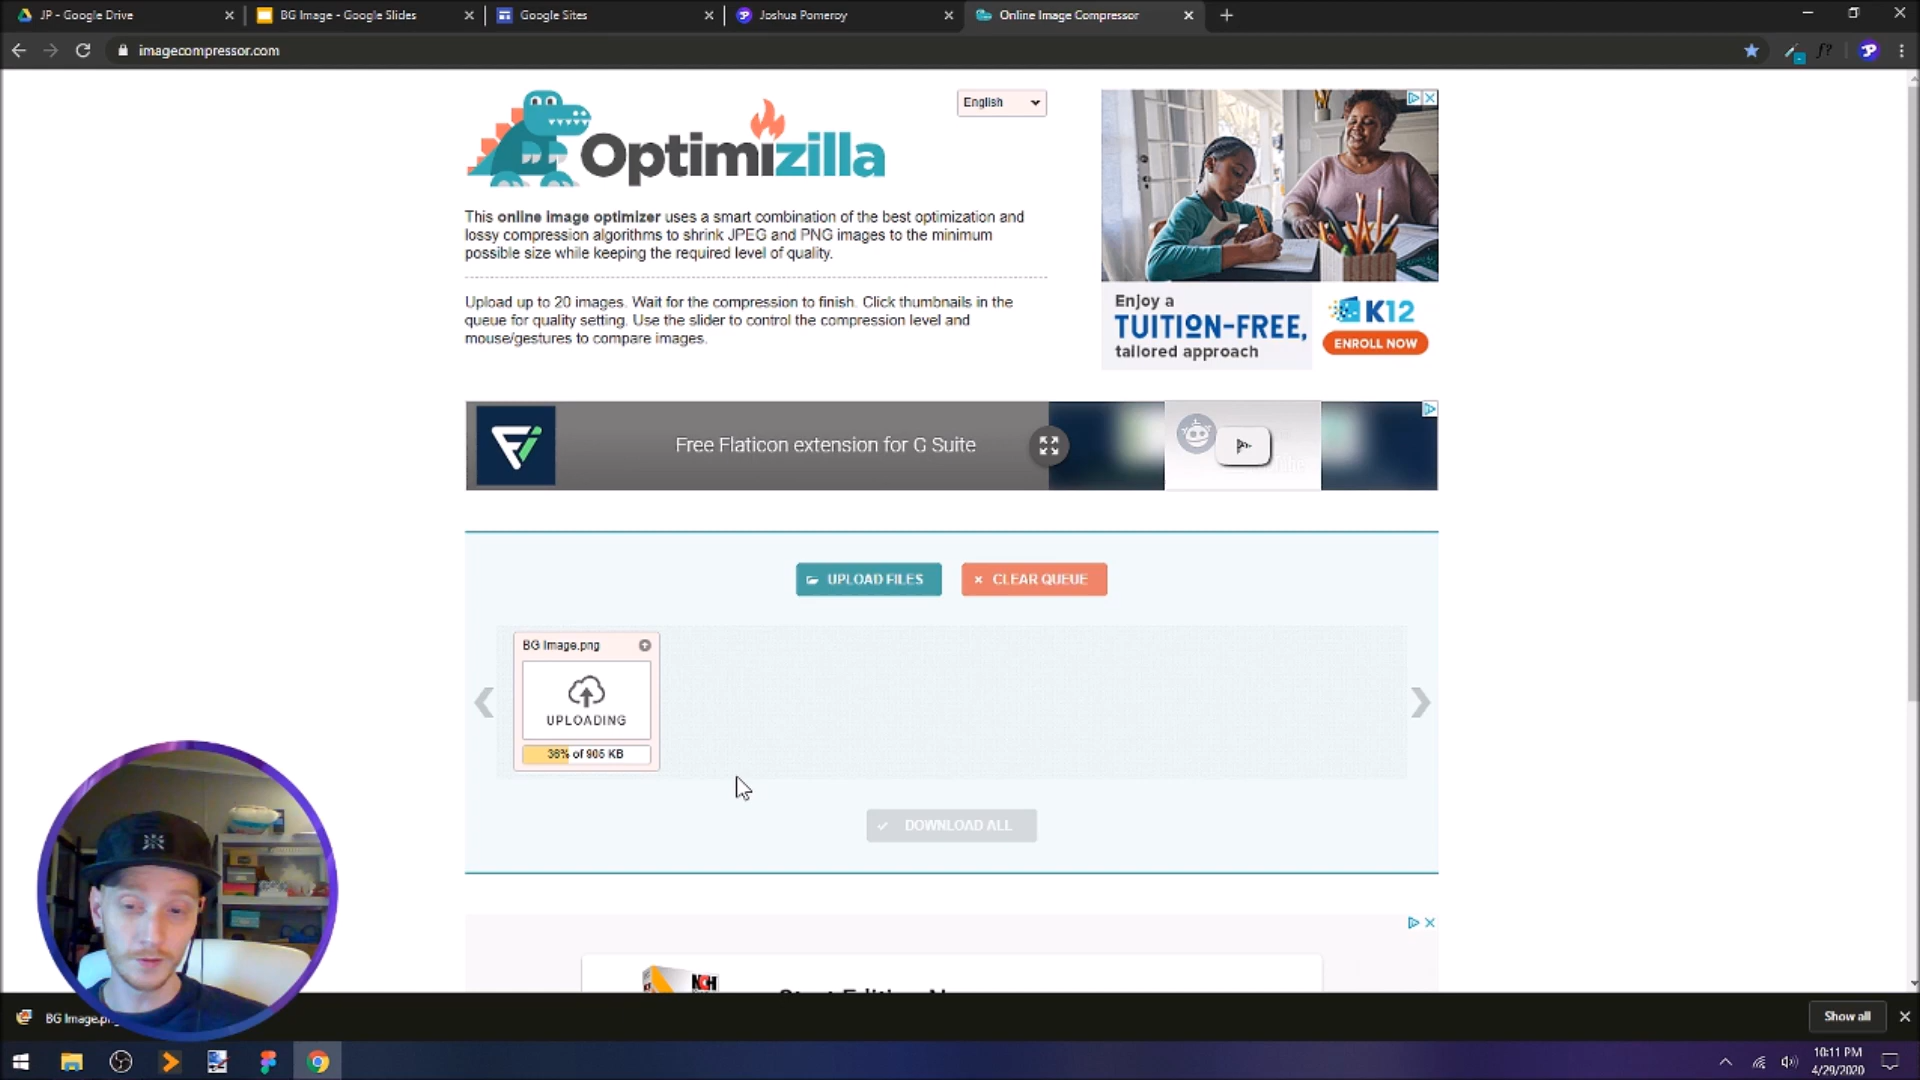 JP - Google Drive
BG Image - Google Slides
Google Sites
Joshua Pomeroy
Online Image Compressor
imagecompressor.com
f?
Optimizilla
English
This online image optimizer uses a smart combination of the best optimization and
lossy compression algorithms to shrink JPEG and PNG images to the minimum
possible size while keeping the required level of quality.
Upload up to 20 images. Wait for the compression to finish. Click thumbnails in the
queue for quality setting. Use the slider to control the compression level and
mouse/gestures to compare images.
Enjoy a
TUITION-FREE,
tailored approach
K12
ENROLL NOW
Free Flaticon extension for G Suite
UPLOAD FILES
CLEAR QUEUE
BG Image.png
UPLOADING
36% of 905 KB
DOWNLOAD ALL
NCH
BG Image.png
Show all
10:11 PM
4/29/2020